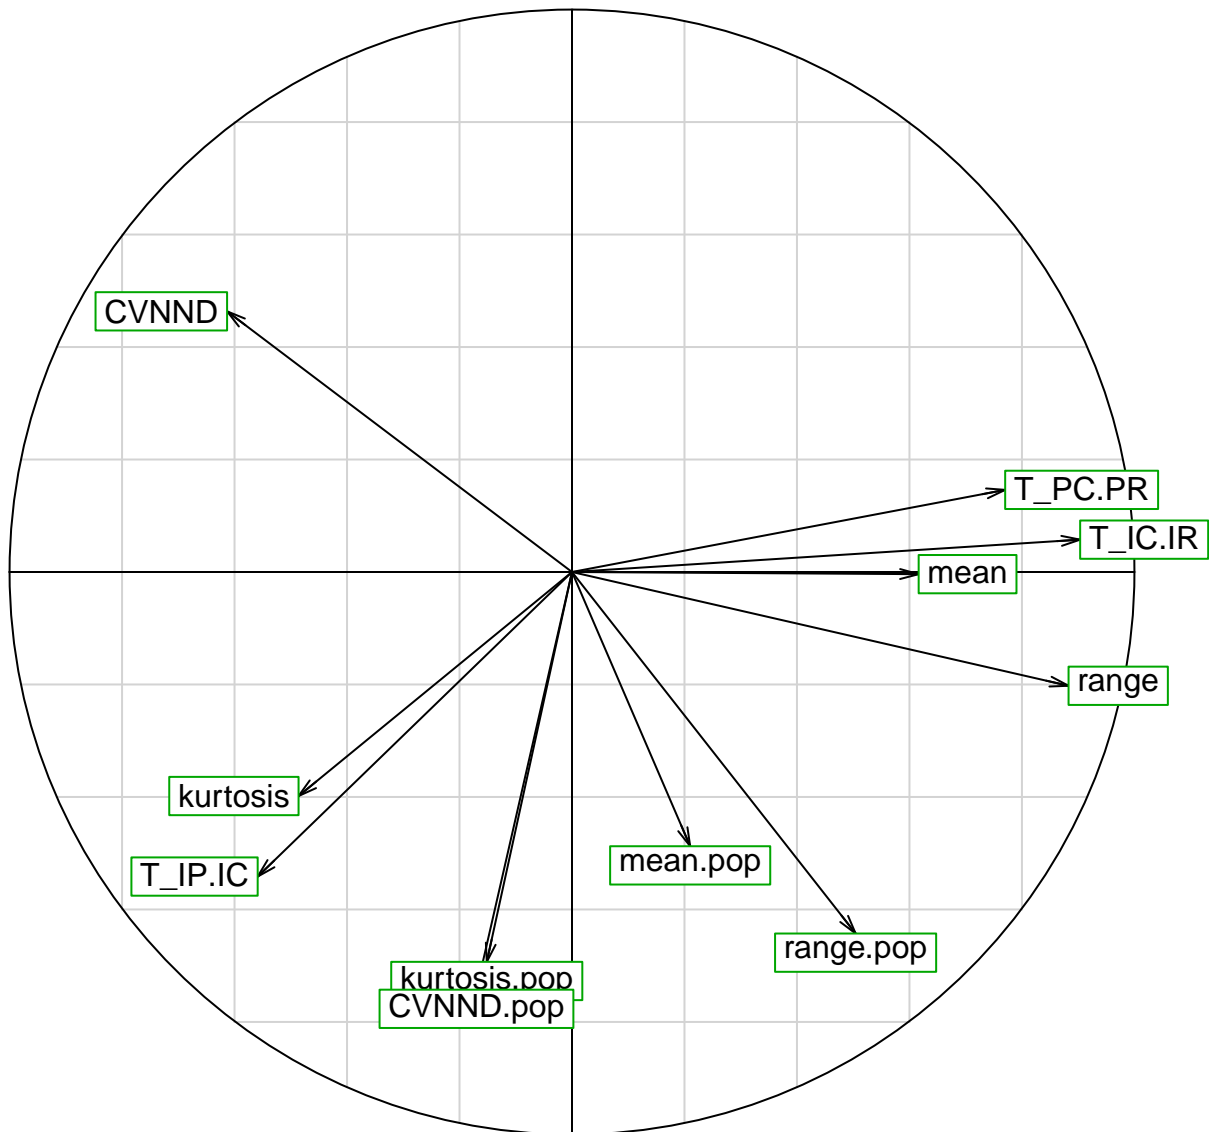 CVNND
T_PC.PR
T_IC.IR
mean
range
kurtosis
mean.pop
T_IP.IC
range.pop
kurtosis.pop
CVNND.pop